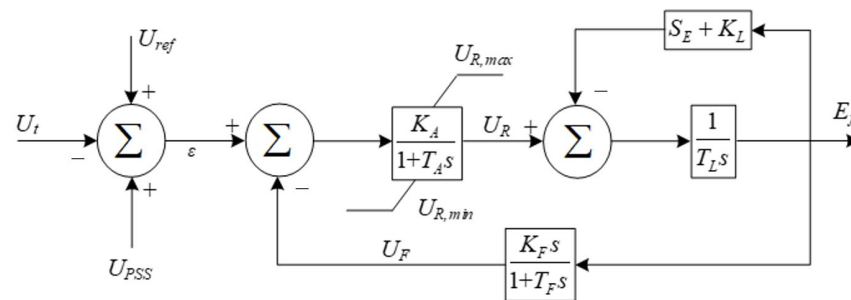 U_ref
U_t
+
−
Σ
+
U_PSS
ε
+
Σ
−
U_R,max
K_A
1+T_A s
U_R,min
U_R
+
−
Σ
S_E + K_L
1
T_L s
U_F
K_F s
1+T_F s